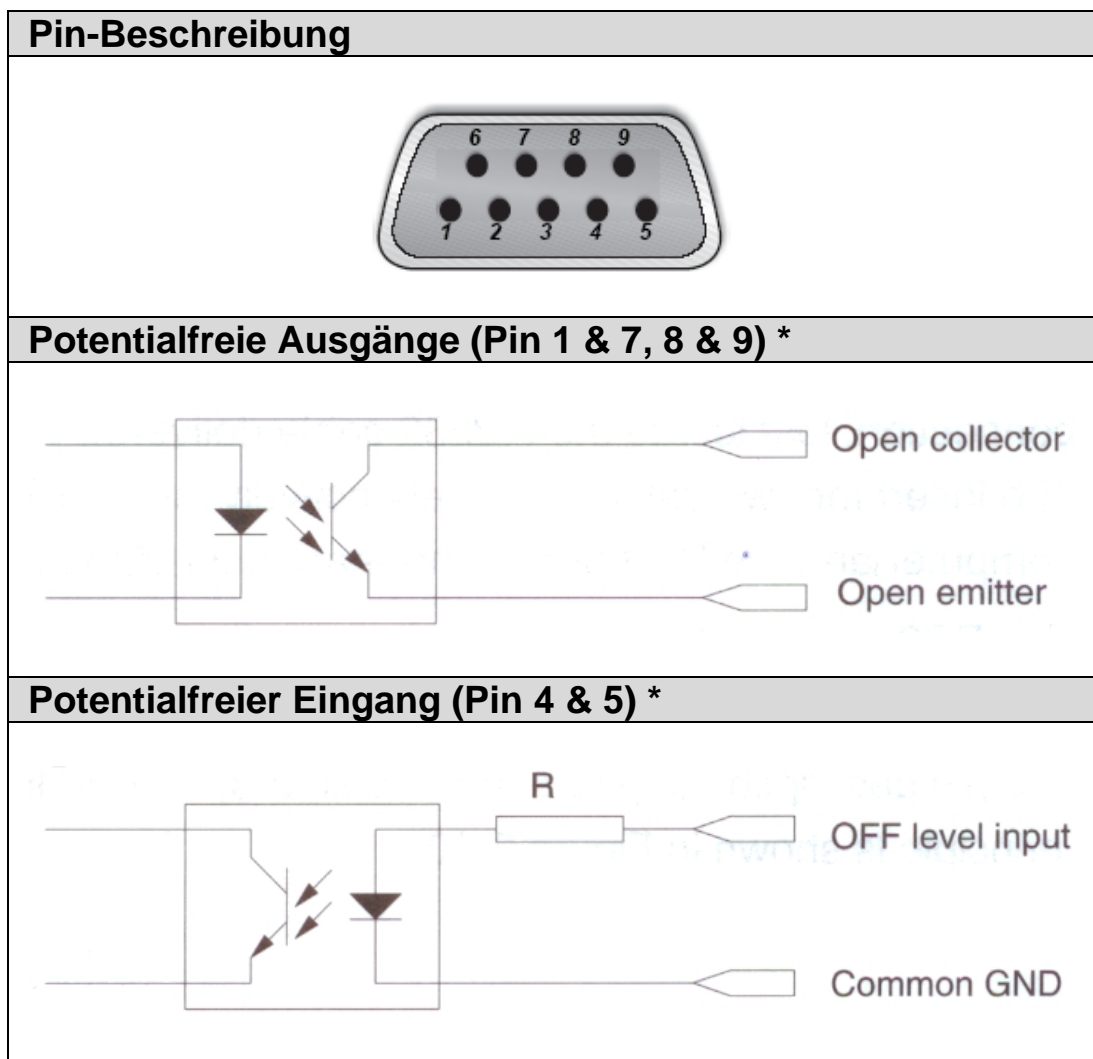 Pin-Beschreibung
6 7 8 9
1 2 3 4 5
Potentialfreie Ausgänge (Pin 1 & 7, 8 & 9) *
Open collector
Open emitter
Potentialfreier Eingang (Pin 4 & 5) *
R
OFF level input
Common GND